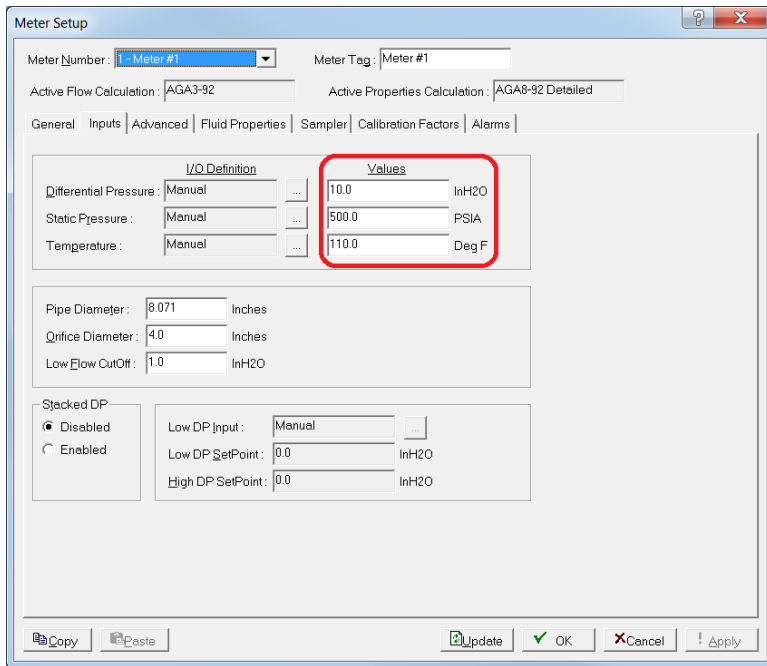 Meter Setup
Meter Number : 1 - Meter #1 Meter Tag : Meter #1
Active Flow Calculation : AGA3-92 Active Properties Calculation : AGA8-92 Detailed
General Inputs Advanced Fluid Properties Sampler Calibration Factors Alarms
I/O Definition Values
Differential Pressure : Manual ... 10.0 InH2O
Static Pressure : Manual ... 500.0 PSIA
Temperature : Manual ... 110.0 Deg F
Pipe Diameter : 8.071 Inches
Orifice Diameter : 4.0 Inches
Low Flow CutOff : 1.0 InH2O
Stacked DP
Disabled
Enabled
Low DP Input : Manual ...
Low DP SetPoint : 0.0 InH2O
High DP SetPoint : 0.0 InH2O
Copy Paste Update OK Cancel ! Apply